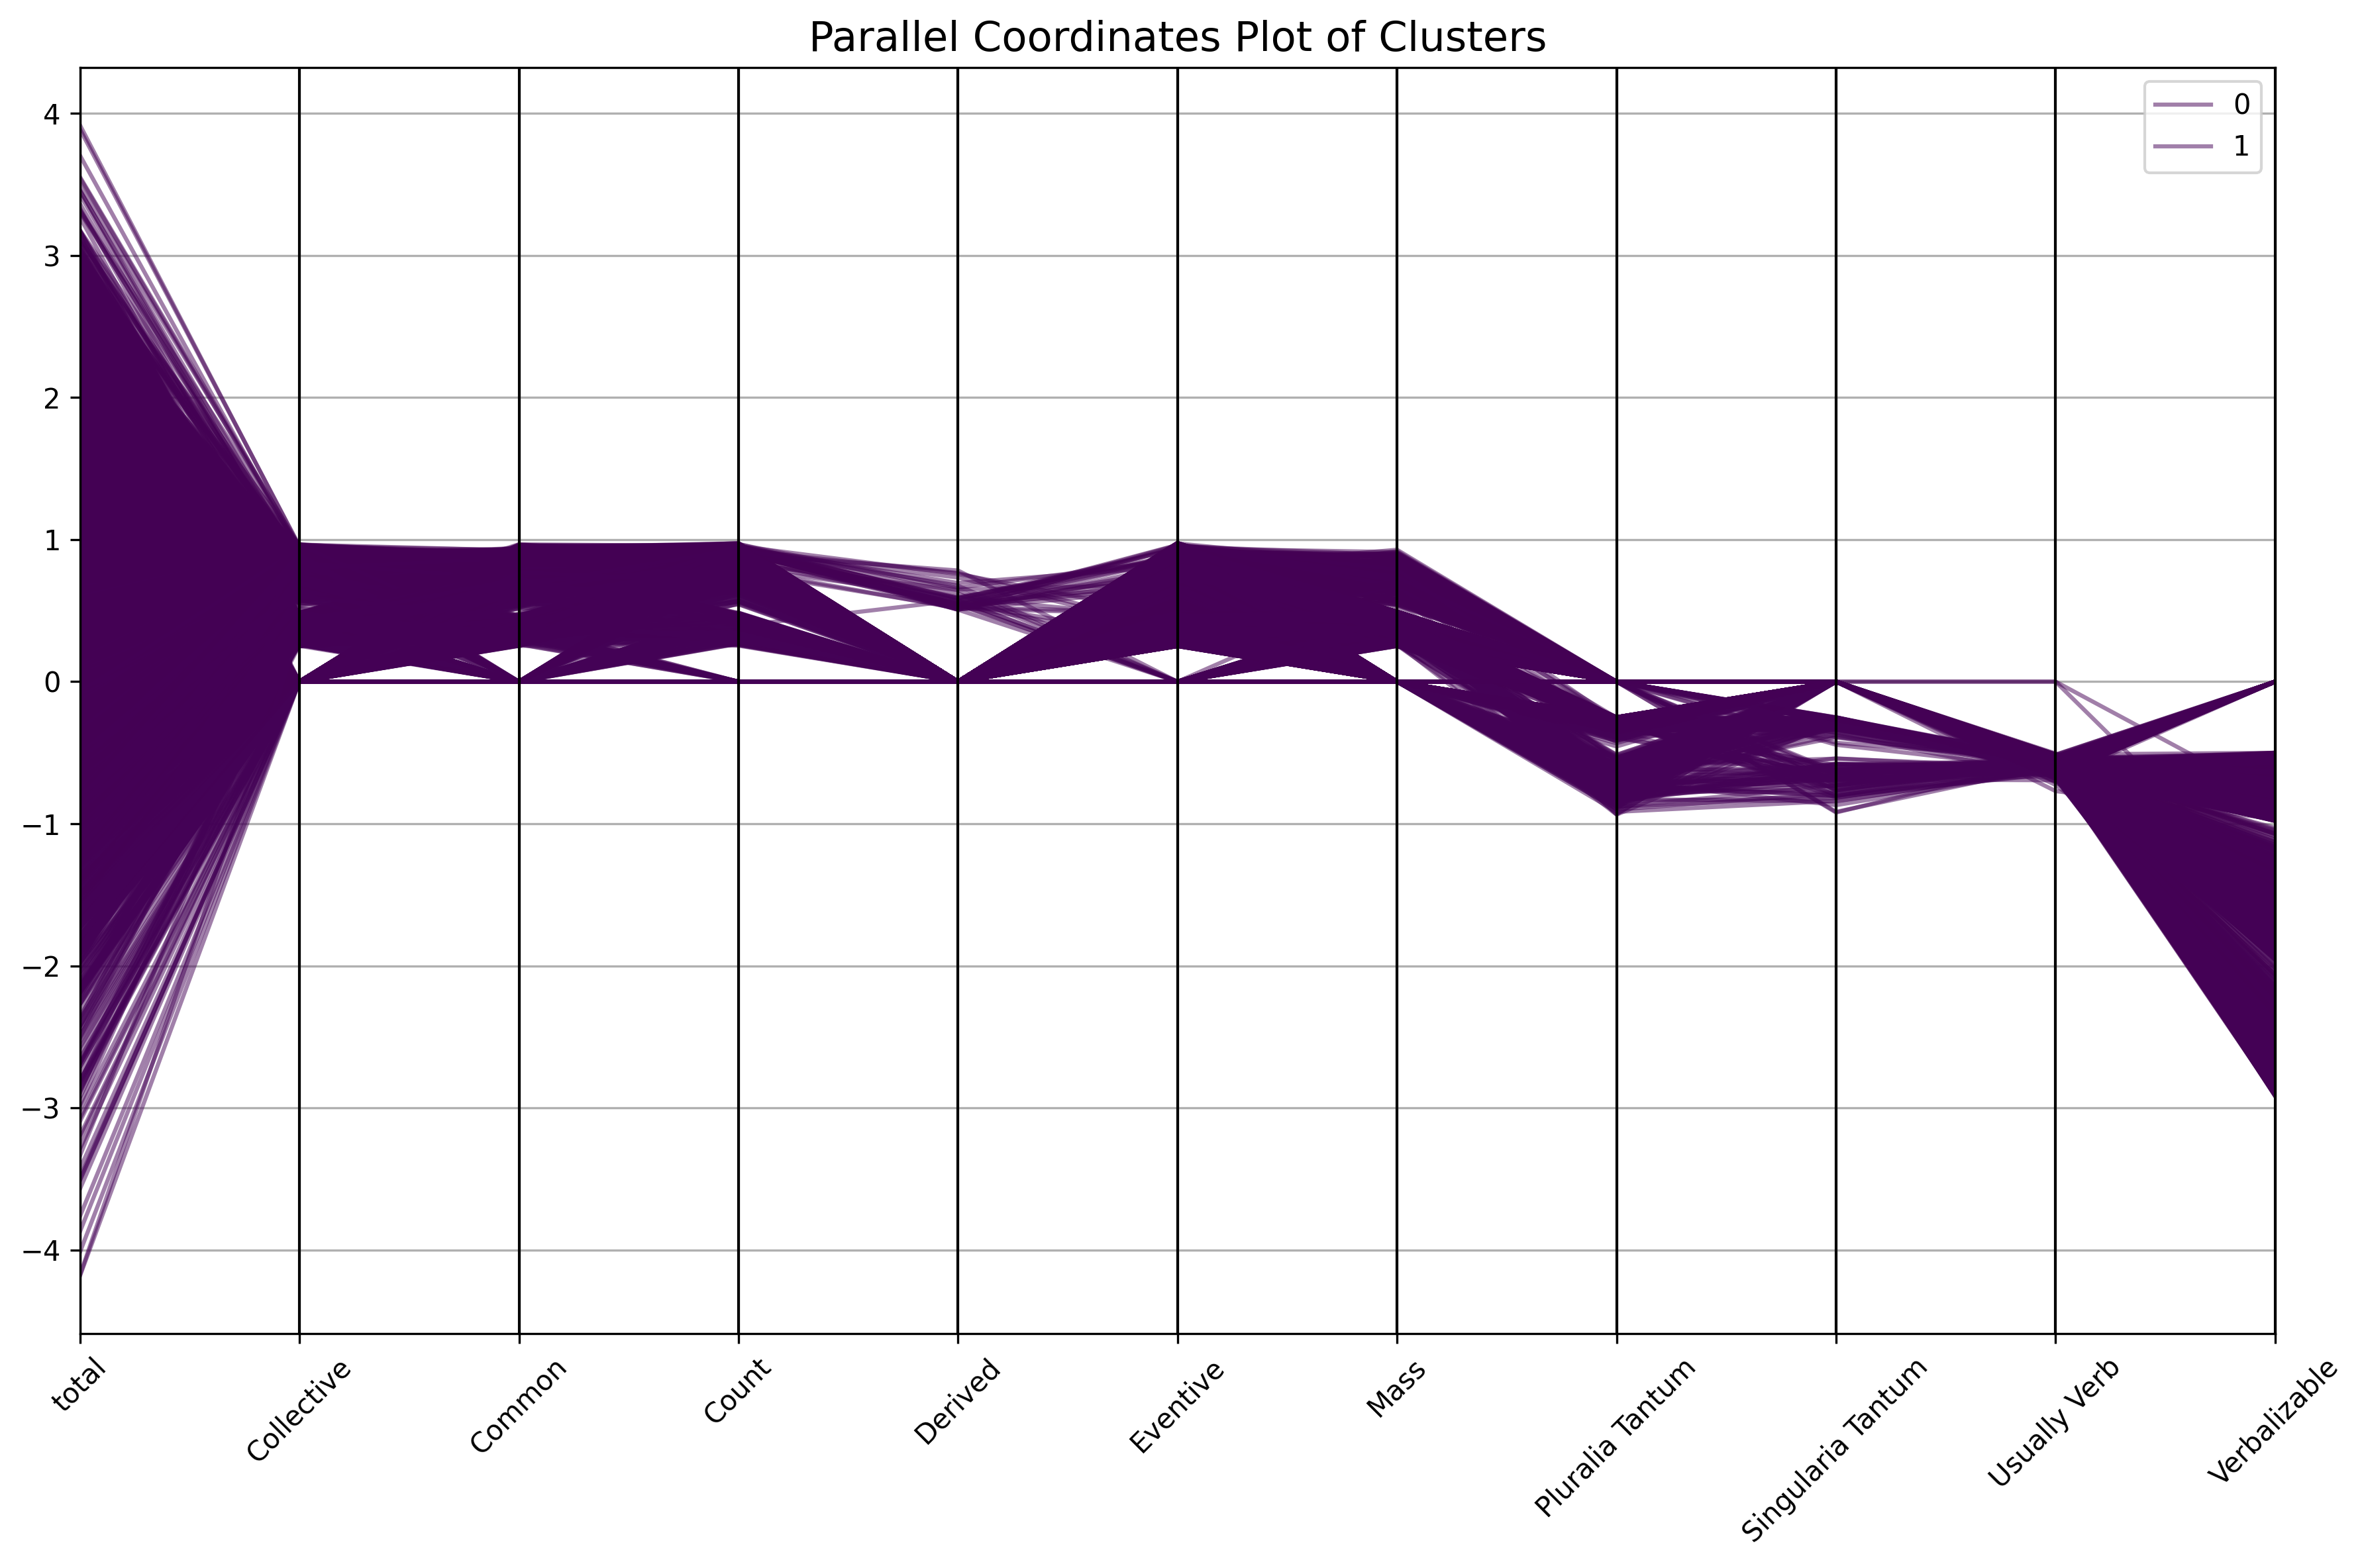 Parallel Coordinates Plot of Clusters
0
1
4
3
2
1
0
−1
−2
−3
−4
total
Collective
Common
Count
Derived
Eventive
Mass
Pluralia Tantum
Singularia Tantum
Usually Verb
Verbalizable